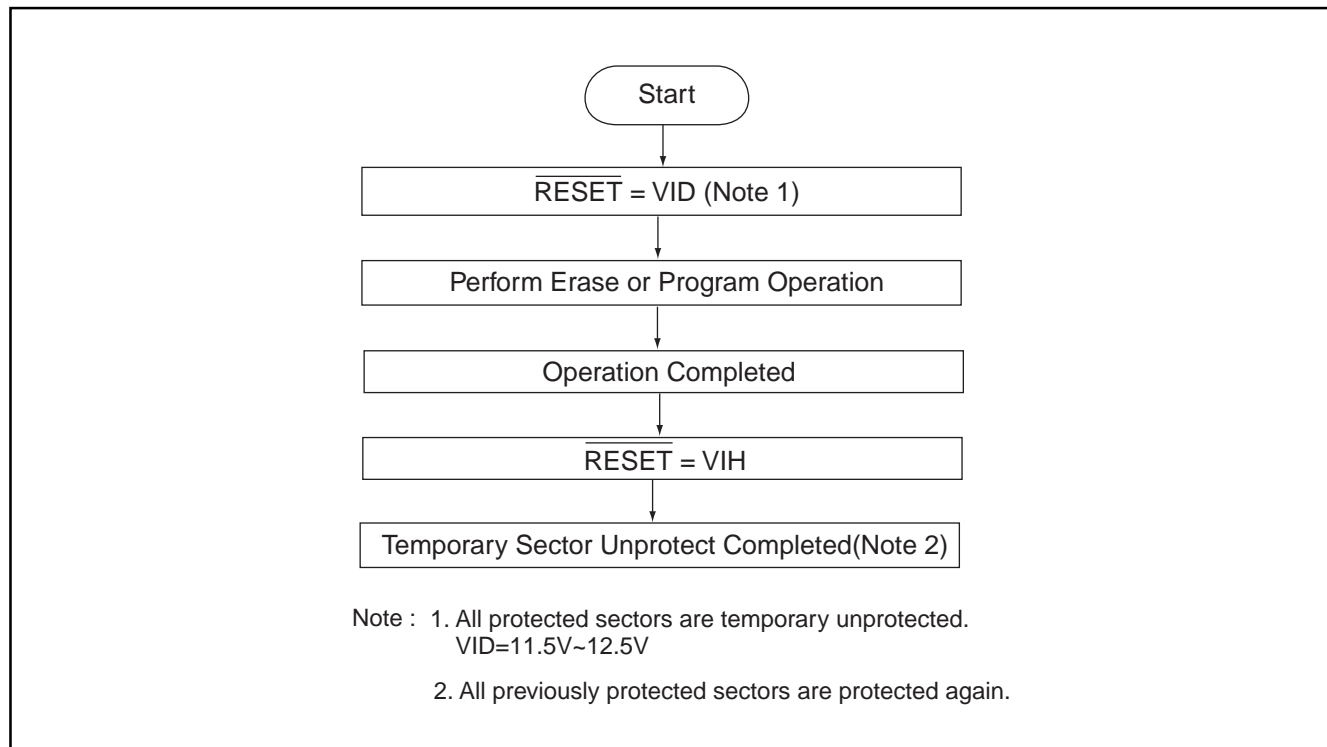 Start
R̅E̅S̅E̅T̅ = VID (Note 1)
Perform Erase or Program Operation
Operation Completed
R̅E̅S̅E̅T̅ = VIH
Temporary Sector Unprotect Completed(Note 2)
Note : 1. All protected sectors are temporary unprotected.
VID=11.5V~12.5V
2. All previously protected sectors are protected again.